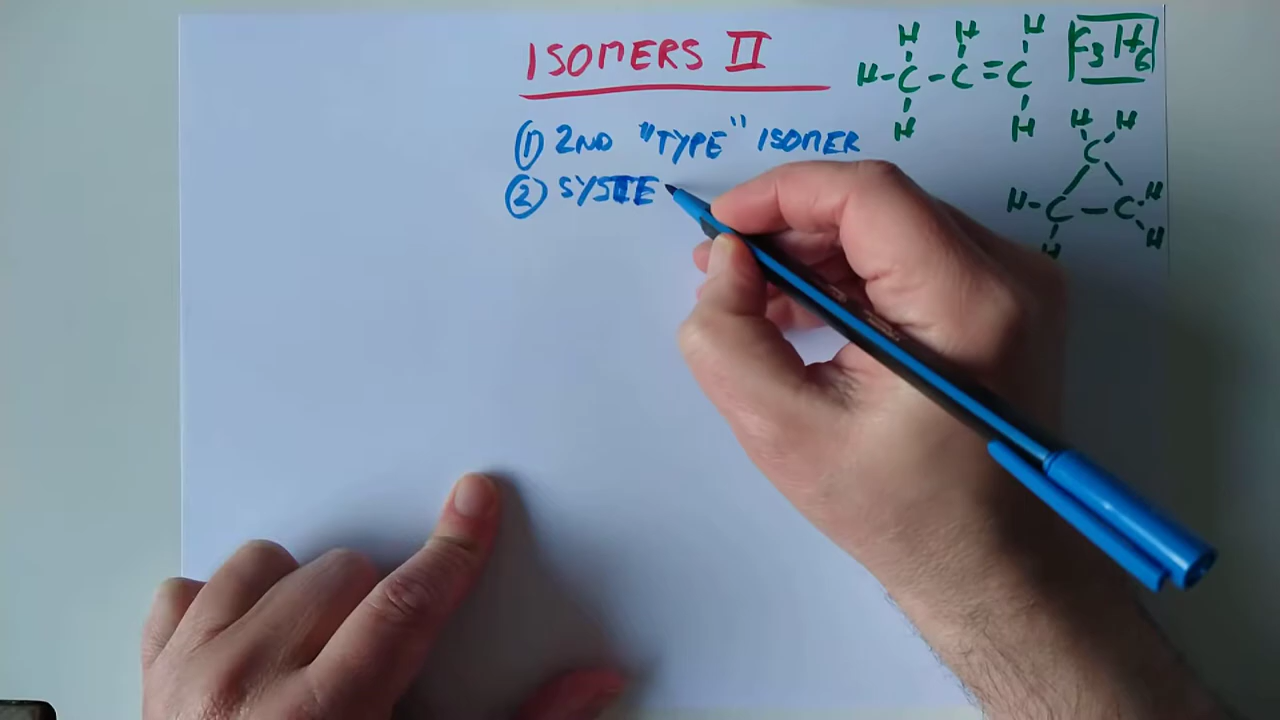 ISOMERS II
① 2ND "TYPE" ISOMER
② SYSTE
H H H
H-C-C=C
H H
C3H6
H H
C
H-C-C-H
H H